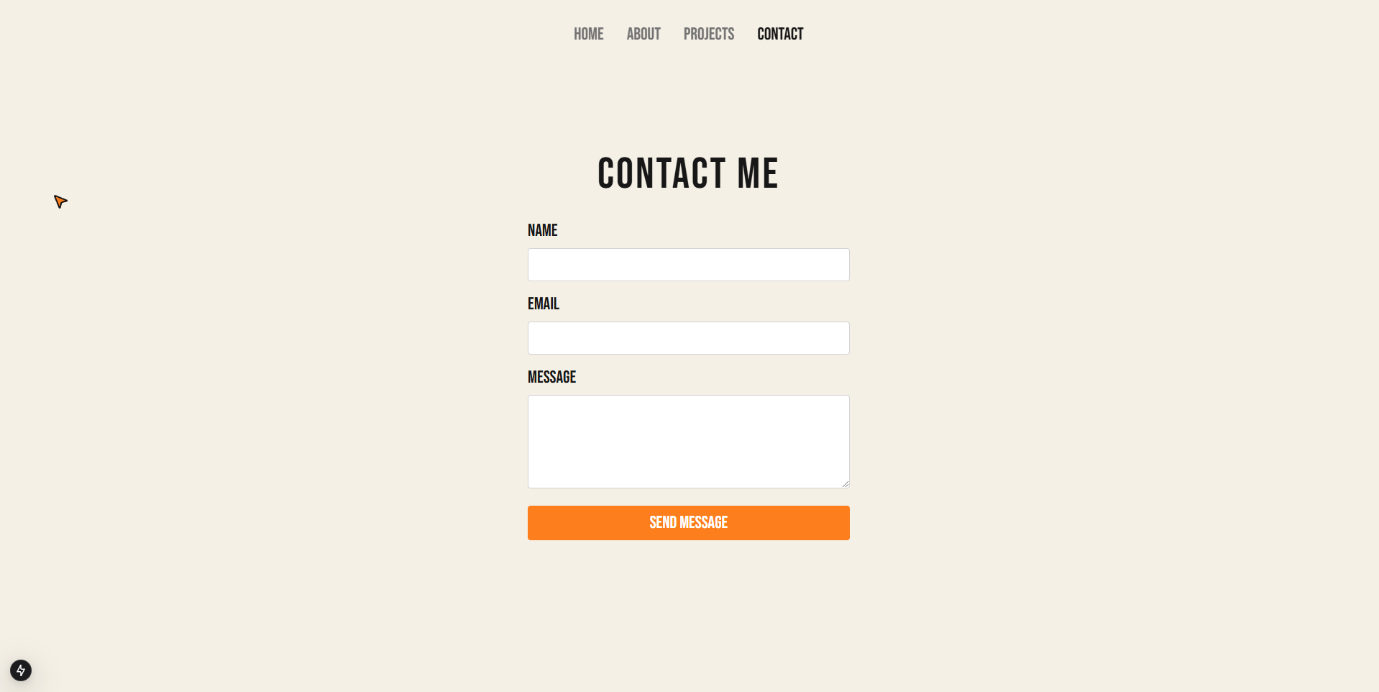 HOME ABOUT PROJECTS CONTACT
CONTACT ME
NAME
EMAIL
MESSAGE
SEND MESSAGE